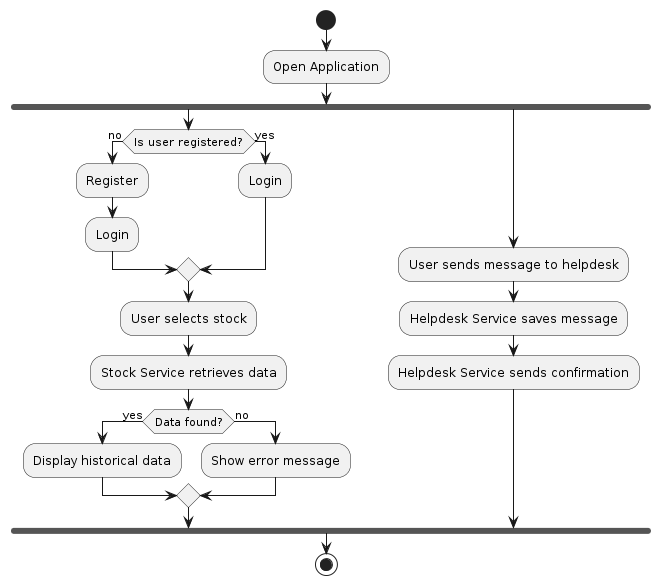 Open Application
no
Is user registered?
yes
Register
Login
Login
User sends message to helpdesk
User selects stock
Helpdesk Service saves message
Stock Service retrieves data
Helpdesk Service sends confirmation
yes
Data found?
no
Display historical data
Show error message